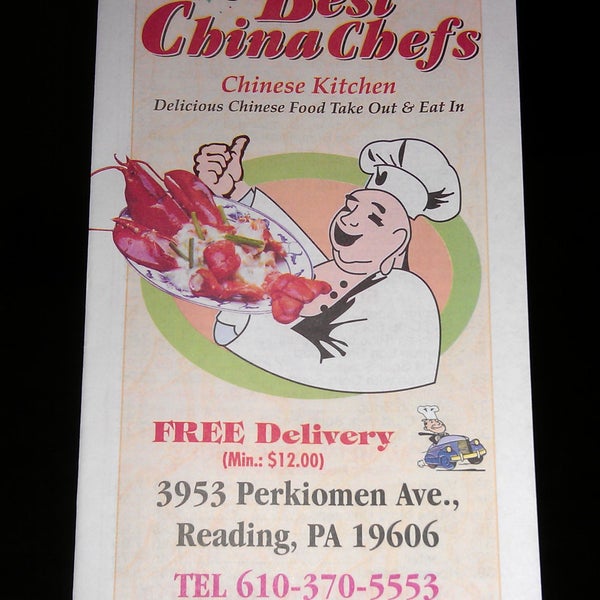 Best
China Chefs
Chinese Kitchen
Delicious Chinese Food Take Out & Eat In
FREE Delivery
(Min.: $12.00)
3953 Perkiomen Ave.,
Reading, PA 19606
TEL 610-370-5553